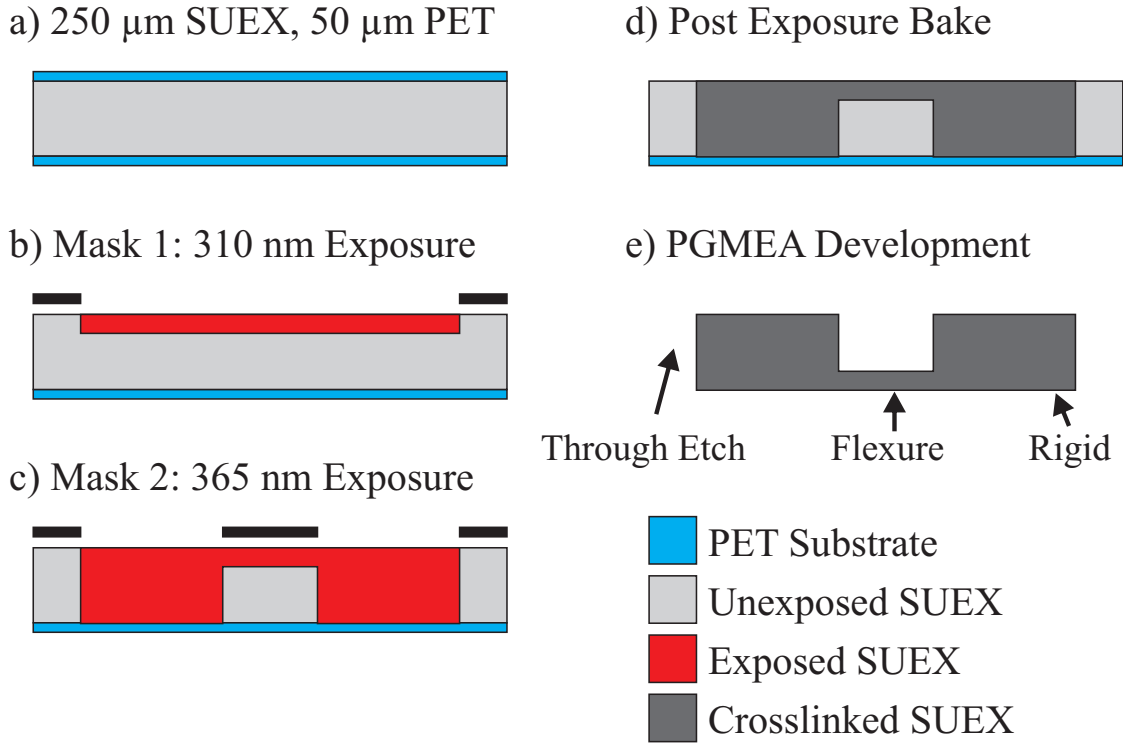 a) 250 µm SUEX, 50 µm PET
b) Mask 1: 310 nm Exposure
c) Mask 2: 365 nm Exposure
d) Post Exposure Bake
e) PGMEA Development
Through Etch
Flexure
Rigid
PET Substrate
Unexposed SUEX
Exposed SUEX
Crosslinked SUEX